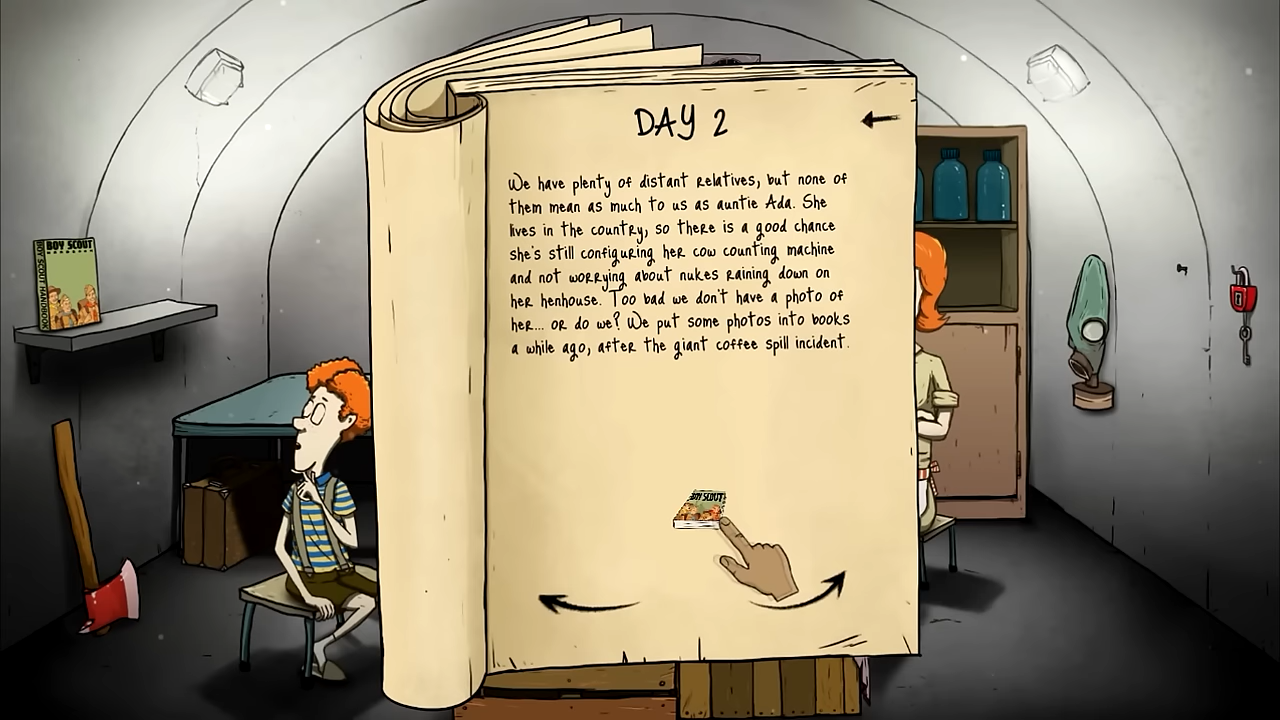 DAY 2
We have plenty of distant relatives, but none of
them mean as much to us as auntie Ada. She
lives in the country, so there is a good chance
she's still configuring her cow counting machine
and not worrying about nukes raining down on
her henhouse. Too bad we don't have a photo of
her... or do we? We put some photos into books
a while ago, after the giant coffee spill incident.
BOY SCOUT
BOY SCOUT HANDBOOK
BOY SCOUT